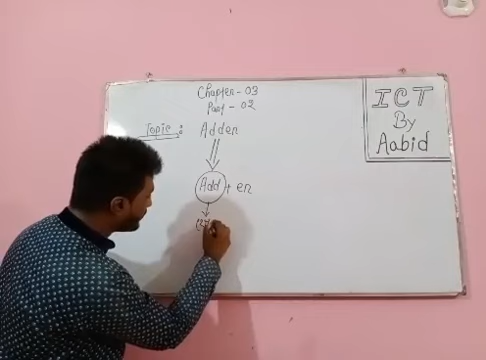 Chapter - 03
Part - 02
Topic : Adder
Add + er
ICT
By
Aabid